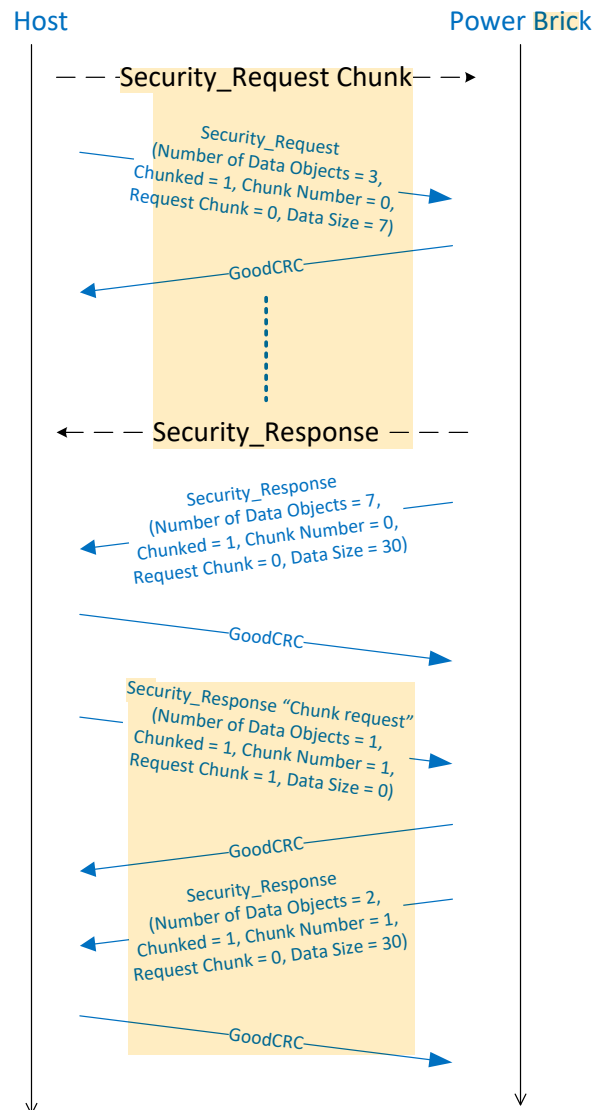 Host
Power Brick
Security_Request Chunk
Security_Request
(Number of Data Objects = 3,
Chunked = 1, Chunk Number = 0,
Request Chunk = 0, Data Size = 7)
GoodCRC
Security_Response
Security_Response
(Number of Data Objects = 7,
Chunked = 1, Chunk Number = 0,
Request Chunk = 0, Data Size = 30)
GoodCRC
Security_Response “Chunk request”
(Number of Data Objects = 1,
Chunked = 1, Chunk Number = 1,
Request Chunk = 1, Data Size = 0)
GoodCRC
Security_Response
(Number of Data Objects = 2,
Chunked = 1, Chunk Number = 1,
Request Chunk = 0, Data Size = 30)
GoodCRC